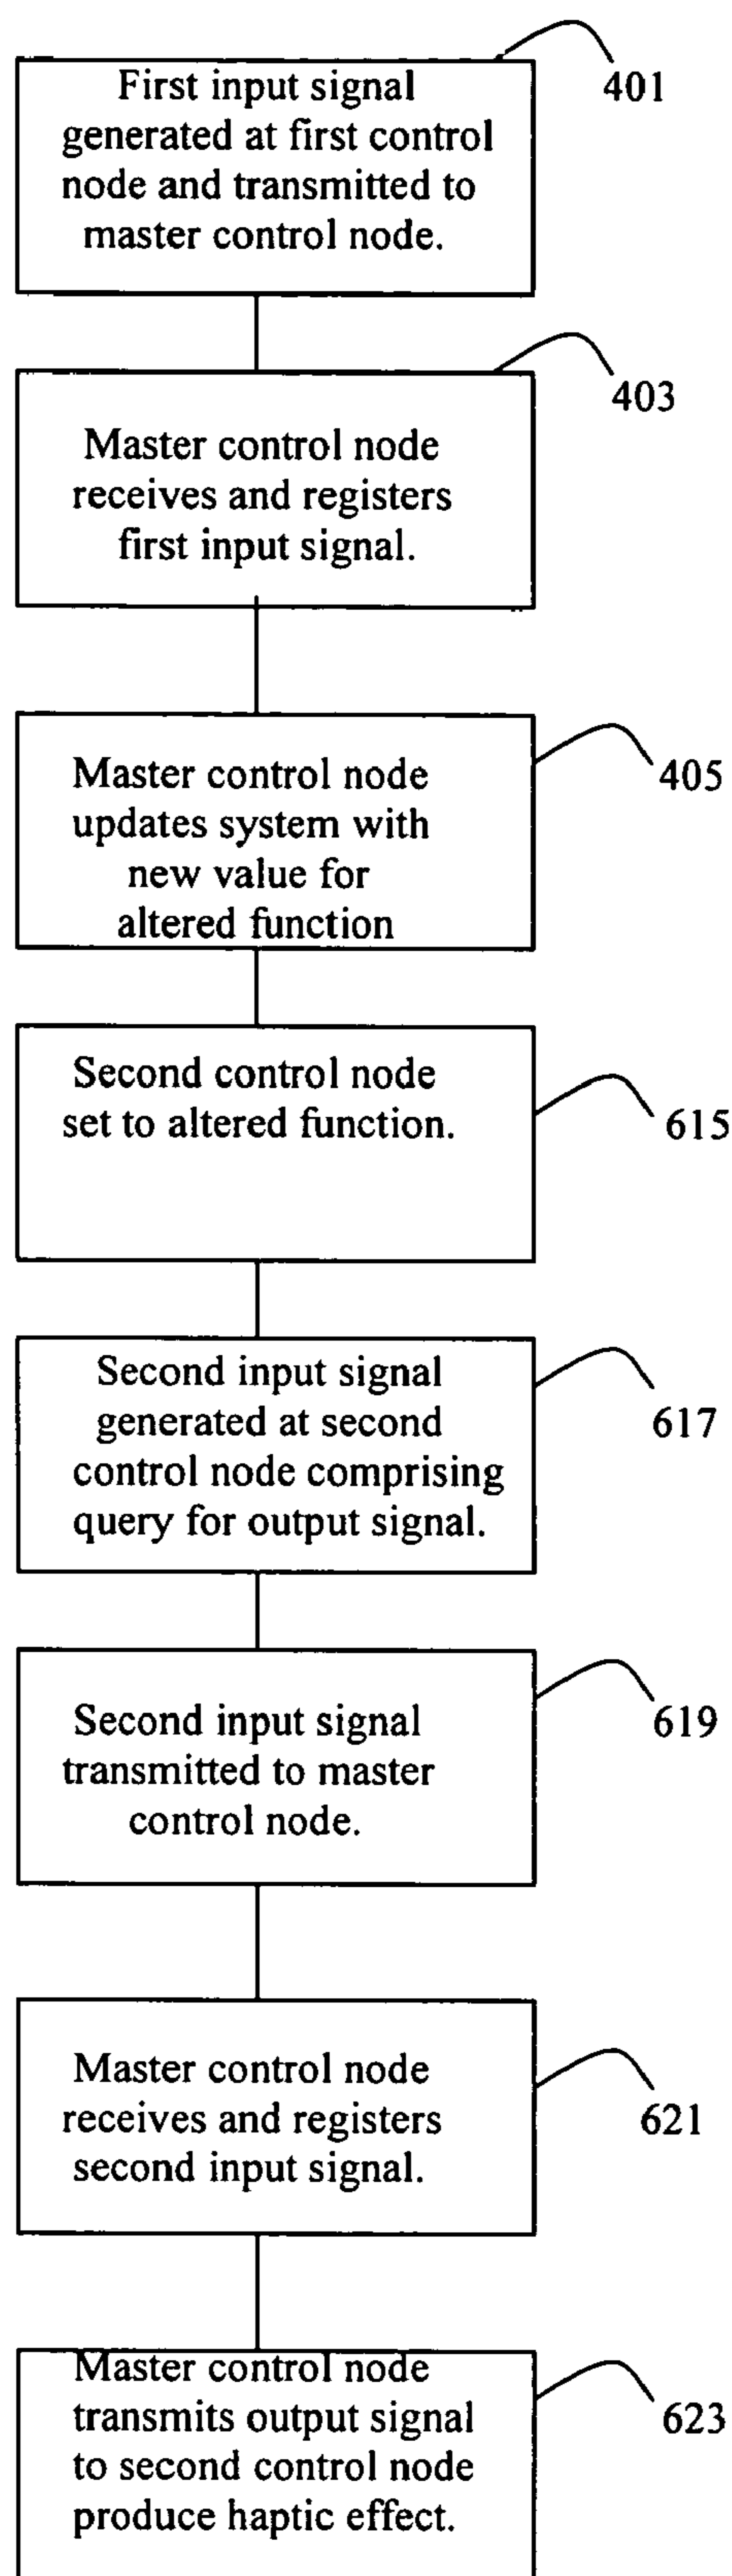 First input signal
generated at first control
node and transmitted to
master control node.
401
Master control node
receives and registers
first input signal.
403
Master control node
updates system with
new value for
altered function
405
Second control node
set to altered function.
615
Second input signal
generated at second
control node comprising
query for output signal.
617
Second input signal
transmitted to master
control node.
619
Master control node
receives and registers
second input signal.
621
Master control node
transmits output signal
to second control node
produce haptic effect.
623